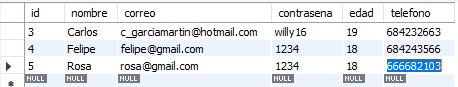 id nombre correo contrasena edad telefono
3 Carlos c_garciamartin@hotmail.com willy16 19 684232663
4 Felipe felipe@gmail.com 1234 18 684243566
5 Rosa rosa@gmail.com 1234 18 666682103
NULL NULL NULL NULL NULL NULL